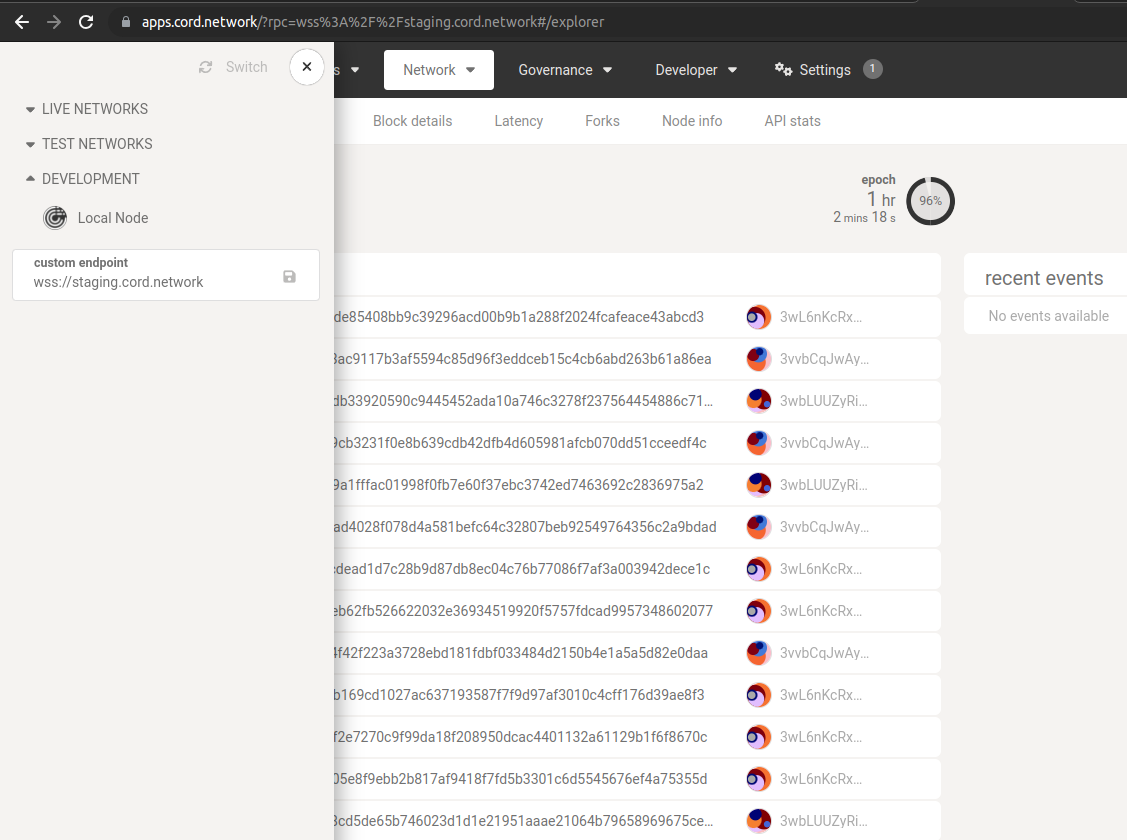 apps.cord.network/?rpc=wss%3A%2F%2Fstaging.cord.network#/explorer
Switch
s Network Governance Developer Settings 1
LIVE NETWORKS
TEST NETWORKS
DEVELOPMENT
Local Node
custom endpoint
wss://staging.cord.network
Block details Latency Forks Node info API stats
epoch
1 hr
2 mins 18 s
96%
de85408bb9c39296acd00b9b1a288f2024fcafeace43abcd3 3wL6nKcRx…
3ac9117b3af5594c85d96f3eddceb15c4cb6abd263b61a86ea 3vvbCqJwAy…
db33920590c9445452ada10a746c3278f237564454886c71… 3wbLUUZyRi…
9cb3231f0e8b639cdb42dfb4d605981afcb070dd51cceedf4c 3vvbCqJwAy…
9a1fffac01998f0fb7e60f37ebc3742ed7463692c2836975a2 3wbLUUZyRi…
ad4028f078d4a581befc64c32807beb92549764356c2a9bdad 3vvbCqJwAy…
dead1d7c28b9d87db8ec04c76b77086f7af3a003942dece1c 3wL6nKcRx…
eb62fb526622032e36934519920f5757fdcad9957348602077 3wL6nKcRx…
4f42f223a3728ebd181fdbf033484d2150b4e1a5a5d82e0daa 3vvbCqJwAy…
b169cd1027ac637193587f7f9d97af3010c4cff176d39ae8f3 3wL6nKcRx…
f2e7270c9f99da18f208950dcac4401132a61129b1f6f8670c 3wL6nKcRx…
05e8f9ebb2b817af9418f7fd5b3301c6d5545676ef4a75355d 3wL6nKcRx…
3cd5de65b746023d1d1e21951aaae21064b79658969675ce… 3wbLUUZyRi…
recent events
No events available